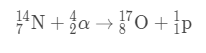 ¹⁴₇N + ⁴₂α → ¹⁷₈O + ¹₁p